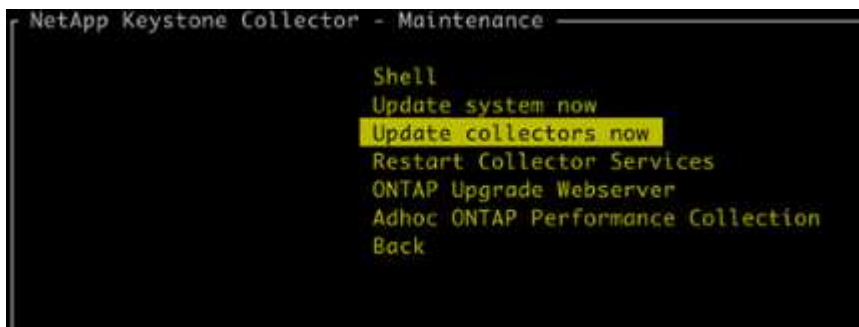 NetApp Keystone Collector - Maintenance
Shell
Update system now
Update collectors now
Restart Collector Services
ONTAP Upgrade Webserver
Adhoc ONTAP Performance Collection
Back